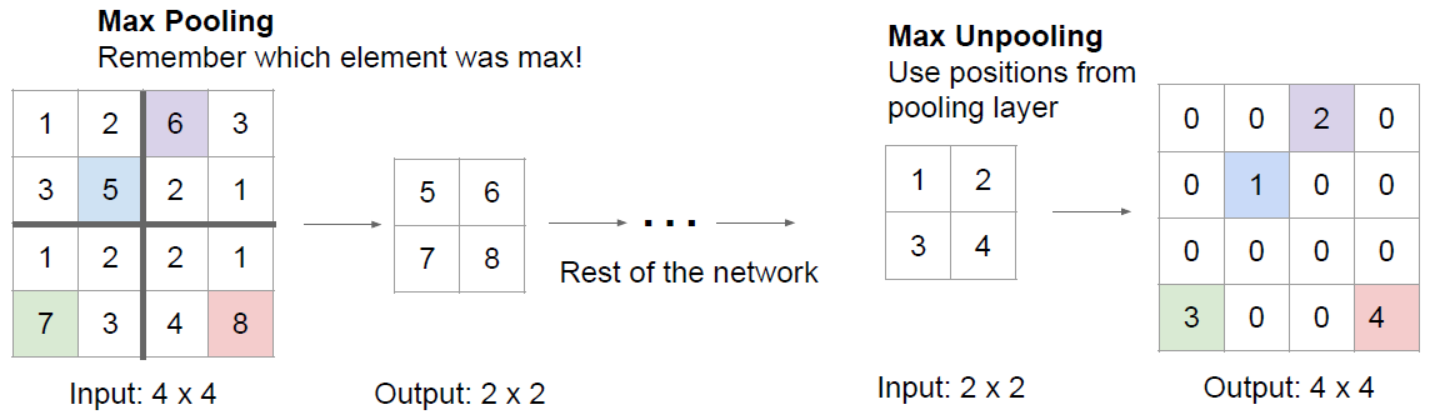 Max Pooling
Remember which element was max!
1 2 6 3
3 5 2 1
1 2 2 1
7 3 4 8
Input: 4 x 4
5 6
7 8
Output: 2 x 2
...
Rest of the network
Max Unpooling
Use positions from
pooling layer
1 2
3 4
Input: 2 x 2
0 0 2 0
0 1 0 0
0 0 0 0
3 0 0 4
Output: 4 x 4